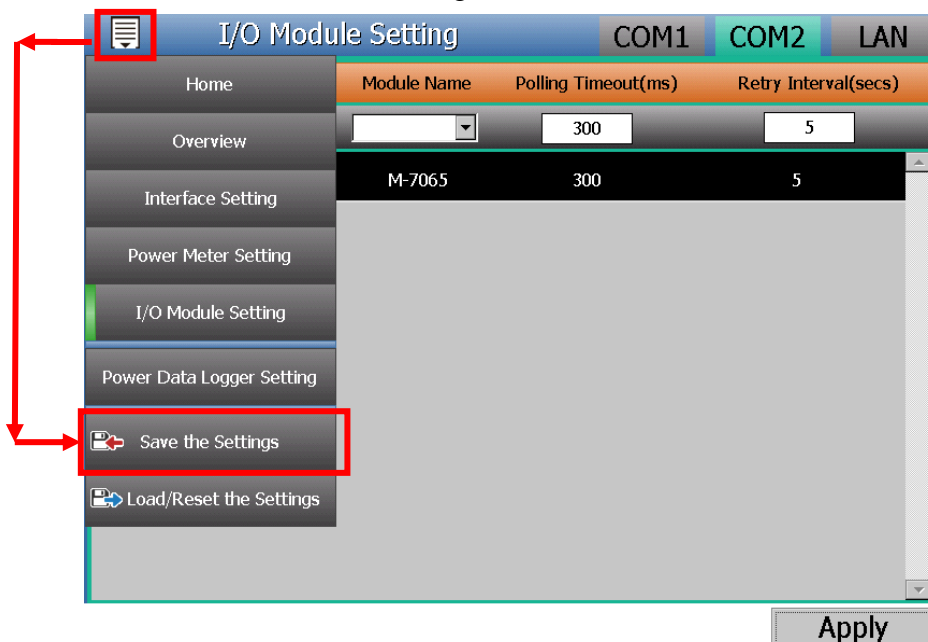 I/O Module Setting COM1 COM2 LAN
Home
Overview
Interface Setting
Power Meter Setting
I/O Module Setting
Power Data Logger Setting
Save the Settings
Load/Reset the Settings
Module Name Polling Timeout(ms) Retry Interval(secs)
300 5
M-7065 300 5
Apply